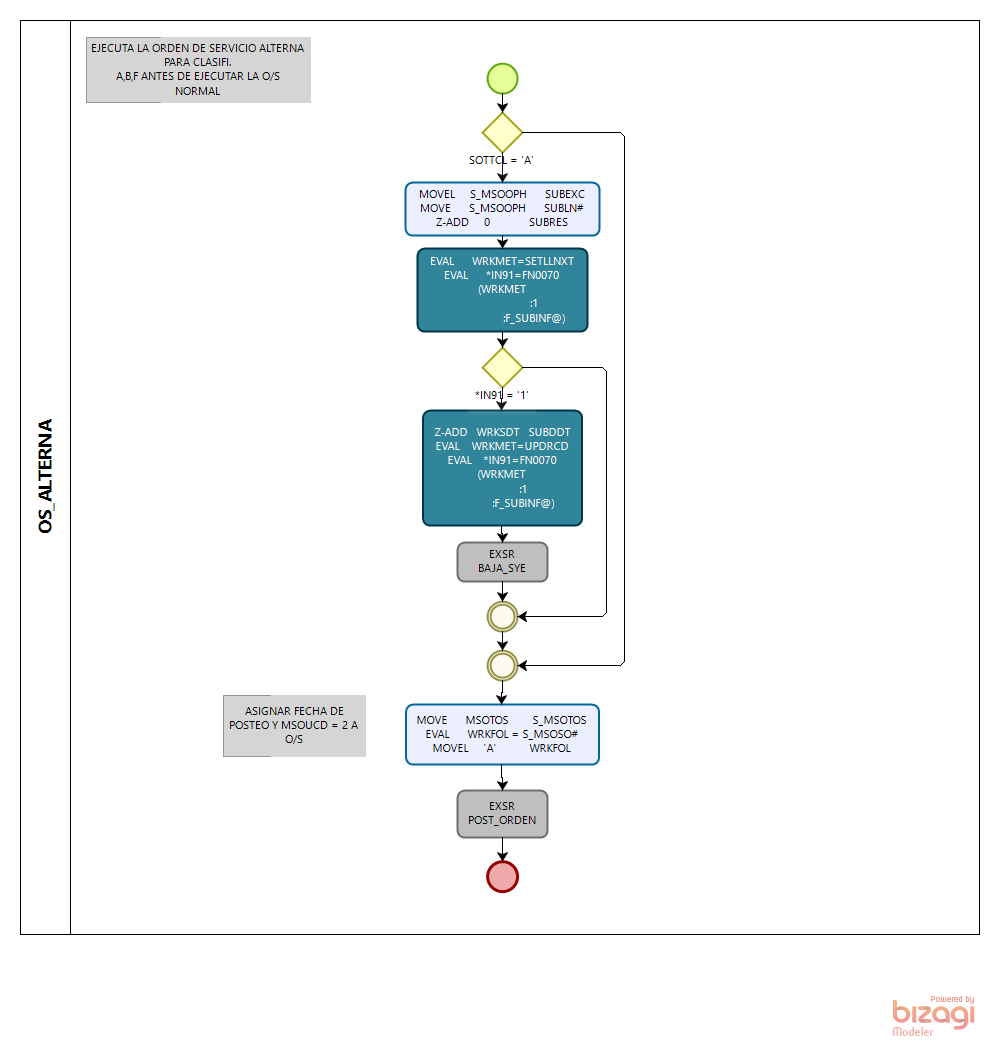 OS_ALTERNA
EJECUTA LA ORDEN DE SERVICIO ALTERNA
PARA CLASIFI.
A,B,F ANTES DE EJECUTAR LA O/S
NORMAL
SOTTCL = 'A'
MOVEL S_MSOOPH SUBEXC
MOVE S_MSOOPH SUBLN#
Z-ADD 0 SUBRES
EVAL WRKMET=SETLLNXT
EVAL *IN91=FN0070
(WRKMET
:1
:F_SUBINF@)
*IN91 = '1'
Z-ADD WRKSDT SUBDDT
EVAL WRKMET=UPDRCD
EVAL *IN91=FN0070
(WRKMET
:1
:F_SUBINF@)
EXSR
BAJA_SYE
ASIGNAR FECHA DE
POSTEO Y MSOUCD = 2 A
O/S
MOVE MSOTOS S_MSOTOS
EVAL WRKFOL = S_MSOSO#
MOVEL 'A' WRKFOL
EXSR
POST_ORDEN
Powered by
bizagi
Modeler